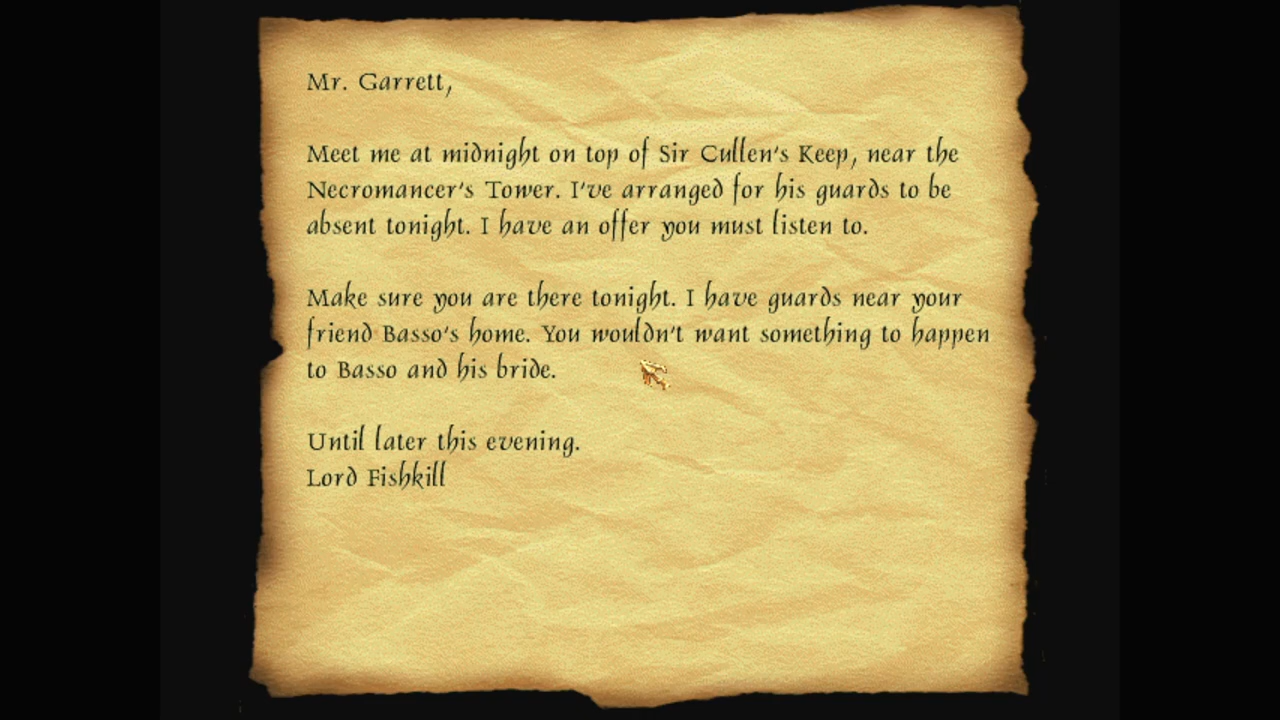 Mr. Garrett,
Meet me at midnight on top of Sir Cullen's Keep, near the
Necromancer's Tower. I've arranged for his guards to be
absent tonight. I have an offer you must listen to.
Make sure you are there tonight. I have guards near your
friend Basso's home. You wouldn't want something to happen
to Basso and his bride.
Until later this evening.
Lord Fishkill